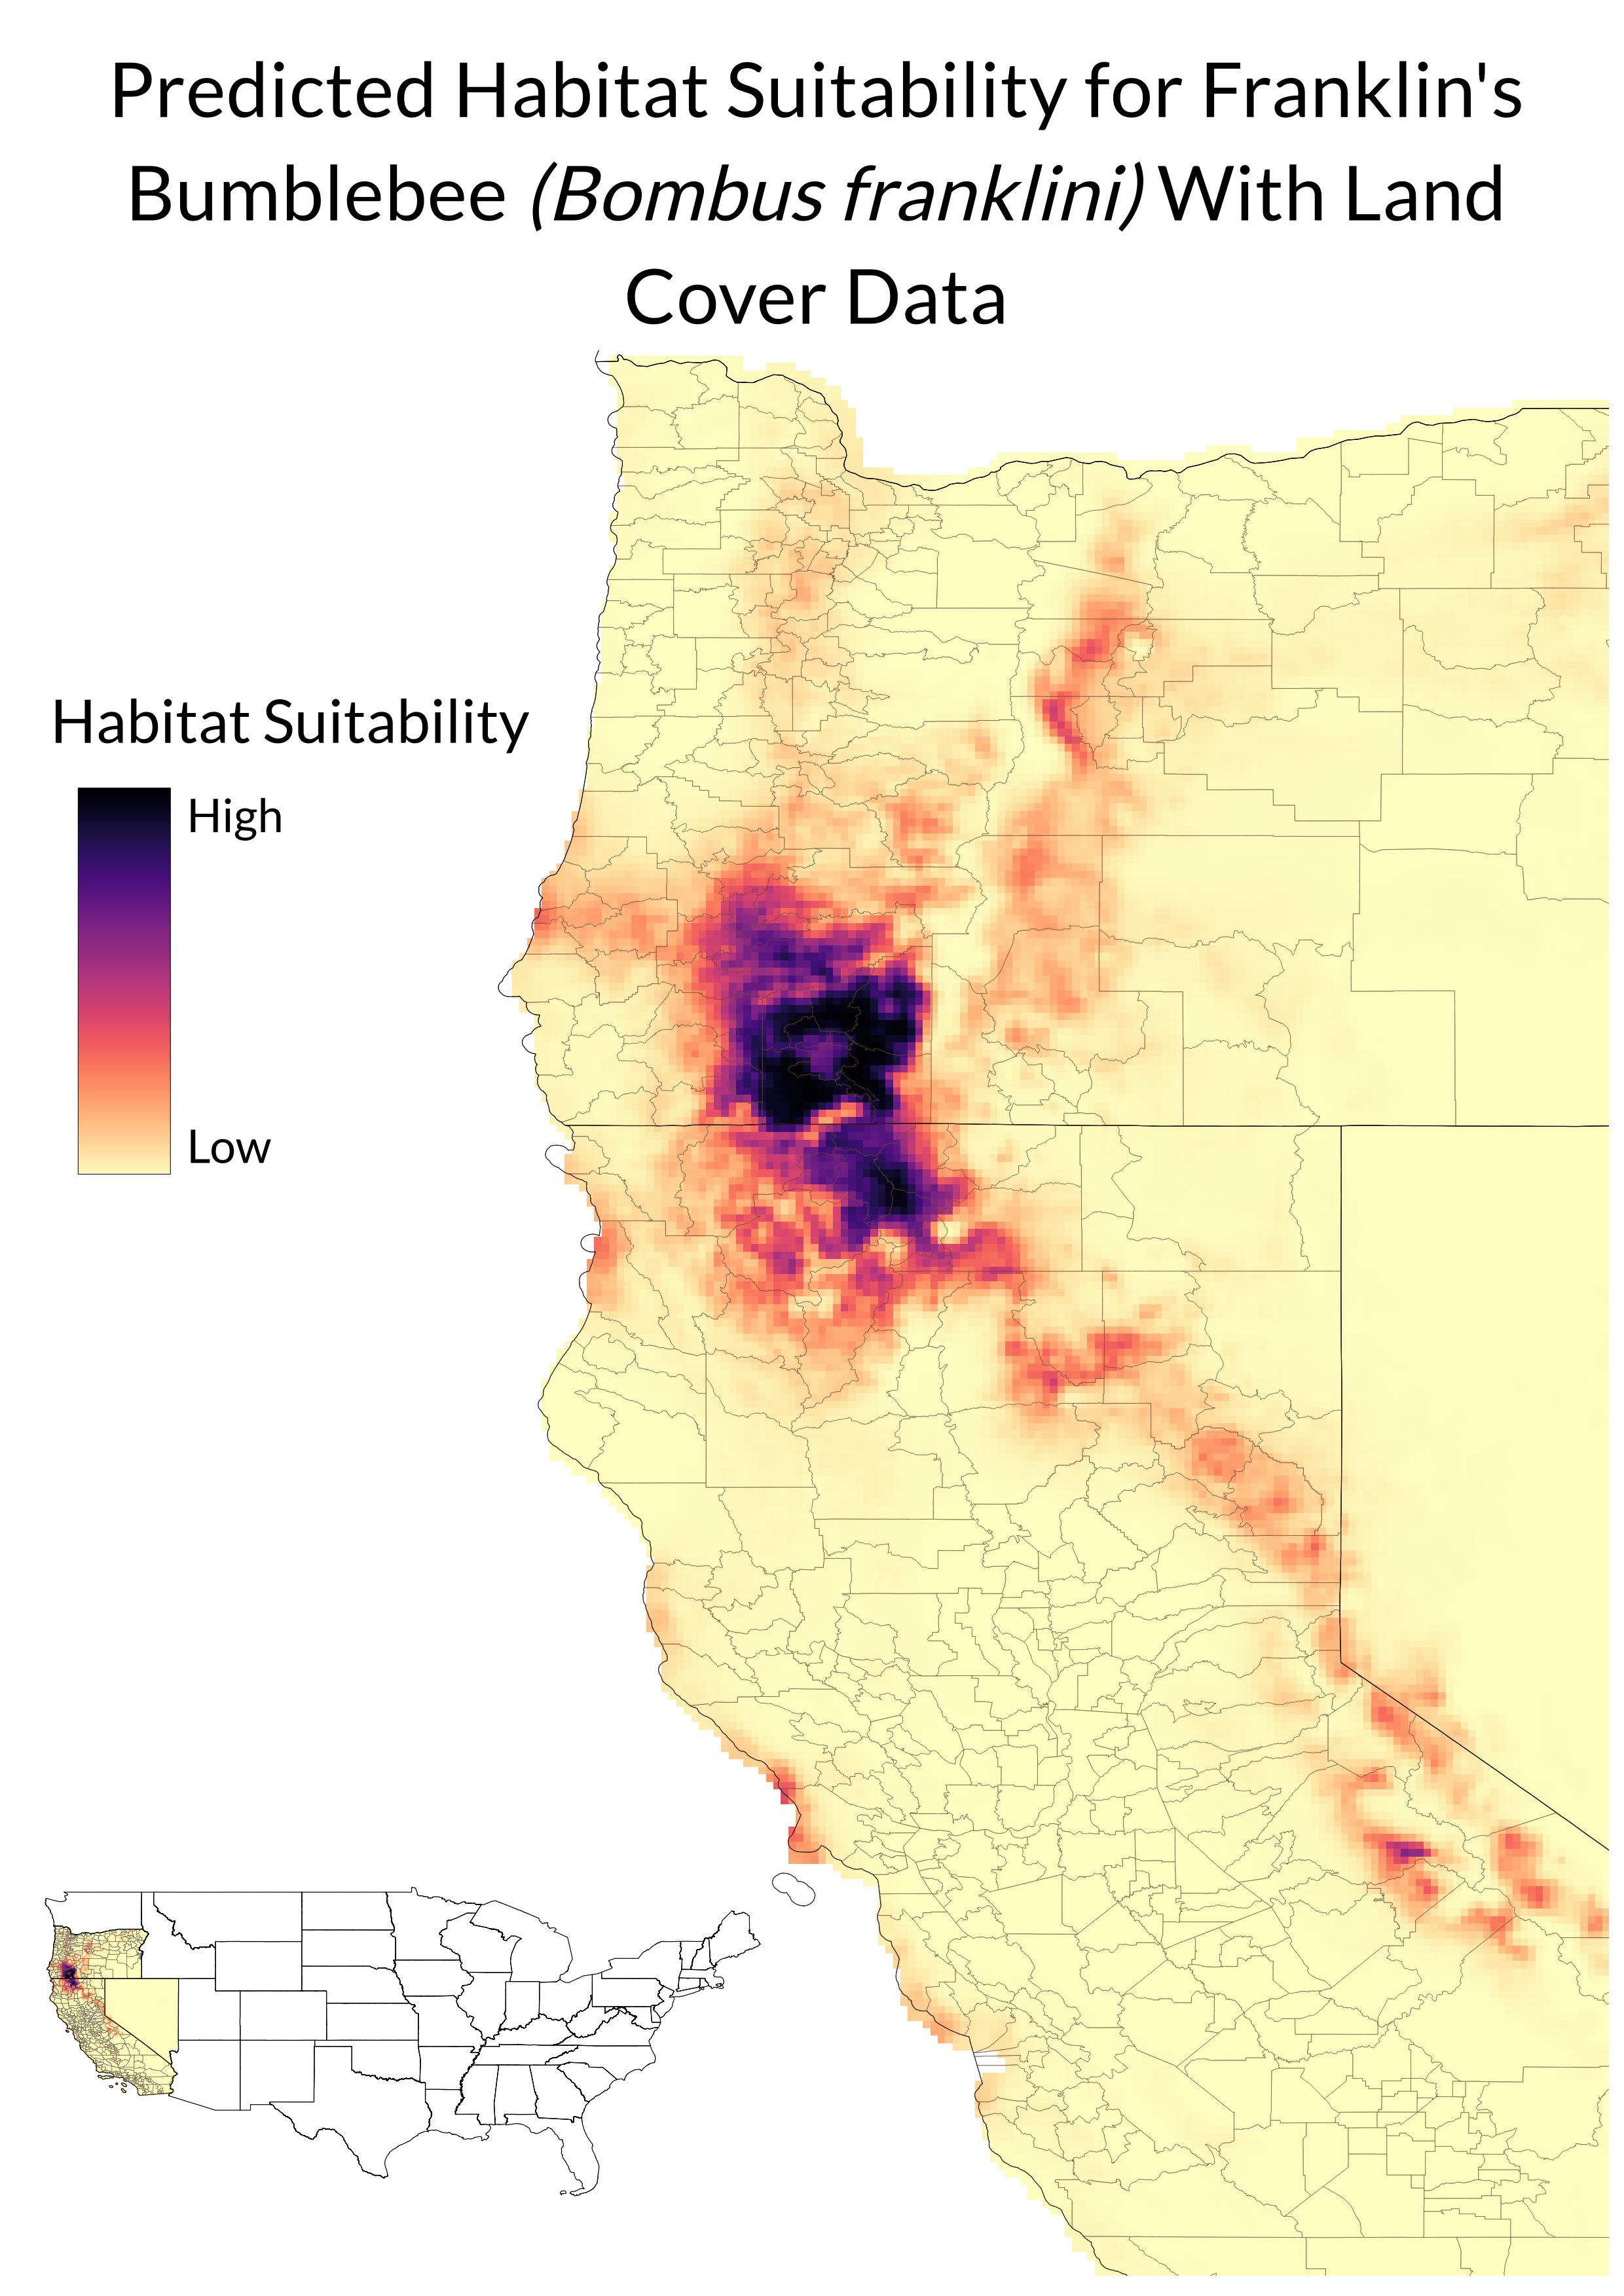 Predicted Habitat Suitability for Franklin's
Bumblebee (Bombus franklini) With Land
Cover Data
Habitat Suitability
High
Low